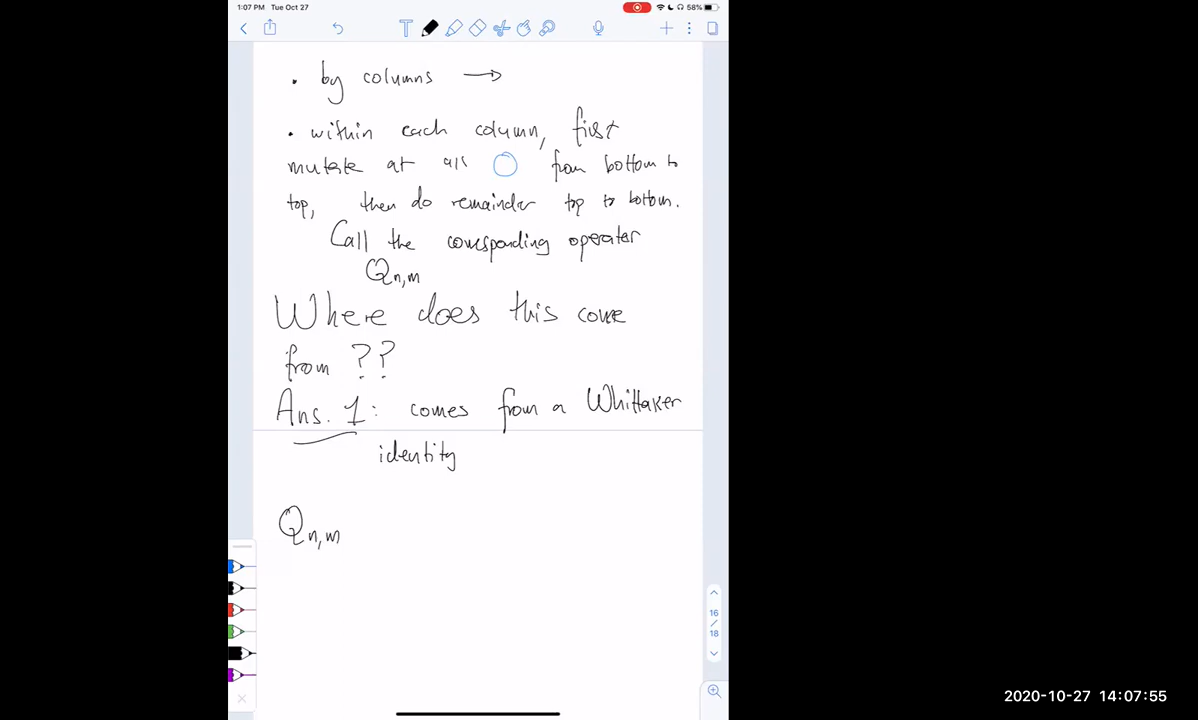 1:07 PM Tue Oct 27
58%
• by columns →
• within each column, first
mutate at all ○ from bottom to
top, then do remainder top to bottom.
Call the corresponding operator
Qn,m
Where does this come
from ??
Ans. 1: comes from a Whittaker
identity
Qn,m
16
/
18
2020-10-27 14:07:55